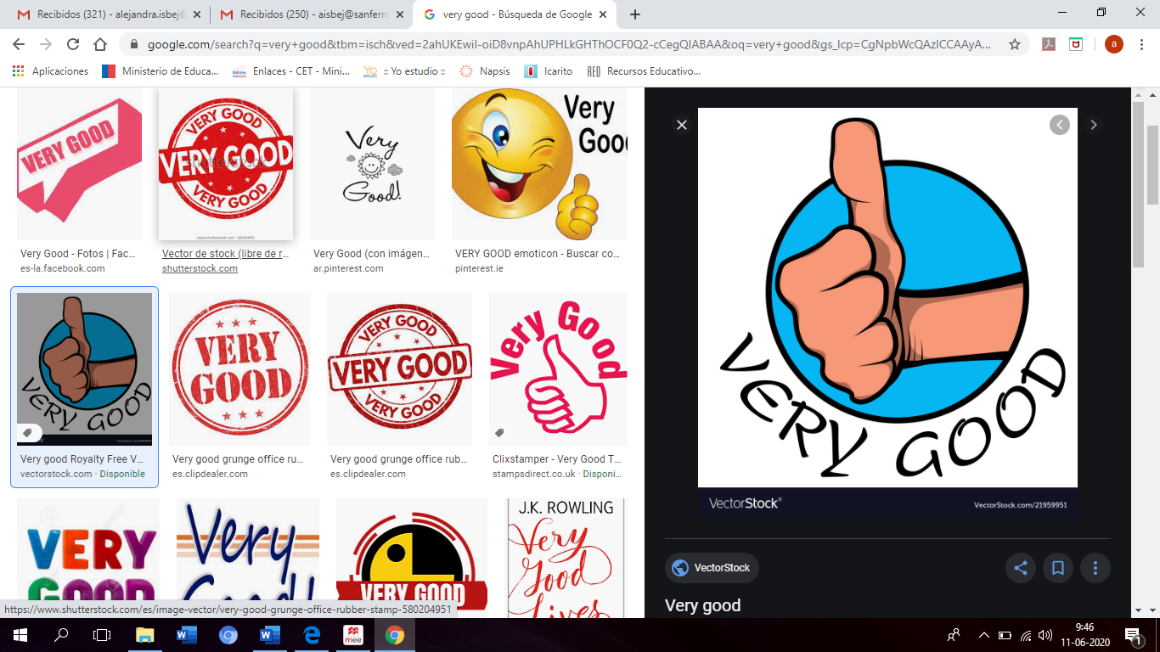 Recibidos (321) - alejandra.isbej@
Recibidos (250) - aisbej@sanfern
very good - Búsqueda de Google
google.com/search?q=very+good&tbm=isch&ved=2ahUKEwiI-oiD8vnpAhUPHLkGHThOCF0Q2-cCegQIABAA&oq=very+good&gs_lcp=CgNpbWcQAzICCAAyA...
a
Aplicaciones
Ministerio de Educa...
Enlaces - CET - Mini...
:: Yo estudio ::
Napsis
Icarito
RED
Recursos Educativo...
VERY GOOD
VERY GOOD
VERY GOOD
VERY GOOD
Very
Good!
Very
Goo
Very Good - Fotos | Fac...
es-la.facebook.com
Vector de stock (libre de r...
shutterstock.com
Very Good (con imágen...
ar.pinterest.com
VERY GOOD emoticon - Buscar co...
pinterest.ie
VERY GOOD
VERY
GOOD
VERY GOOD
VERY GOOD
VERY GOOD
Very Good
Very good Royalty Free V...
vectorstock.com · Disponible
Very good grunge office ru...
es.clipdealer.com
Very good grunge office rub...
es.clipdealer.com
Clixstamper - Very Good T...
stampsdirect.co.uk · Disponi...
VERY
GOOD
Very
Good
VERY GOOD
J.K. ROWLING
Very
Good
Lives
https://www.shutterstock.com/es/image-vector/very-good-grunge-office-rubber-stamp-580204951
VERY GOOD
VectorStock®
VectorStock.com/21959951
VectorStock
Very good
mee
9:46
11-06-2020
1